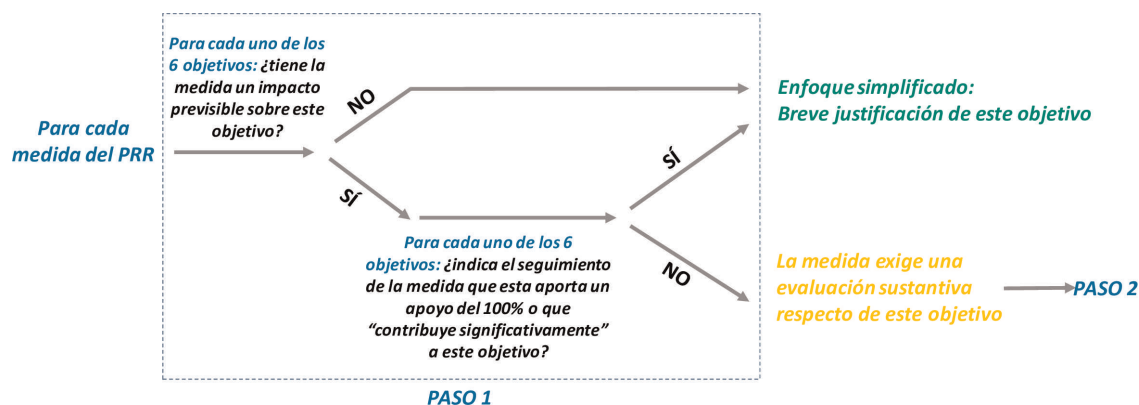 Para cada uno de los
6 objetivos: ¿tiene la
medida un impacto
previsible sobre este
objetivo?
NO
Enfoque simplificado:
Breve justificación de este objetivo
Para cada
medida del PRR
SÍ
SÍ
Para cada uno de los 6
objetivos: ¿indica el seguimiento
de la medida que esta aporta un
apoyo del 100% o que
“contribuye significativamente”
a este objetivo?
NO
La medida exige una
evaluación sustantiva
respecto de este objetivo
PASO 2
PASO 1